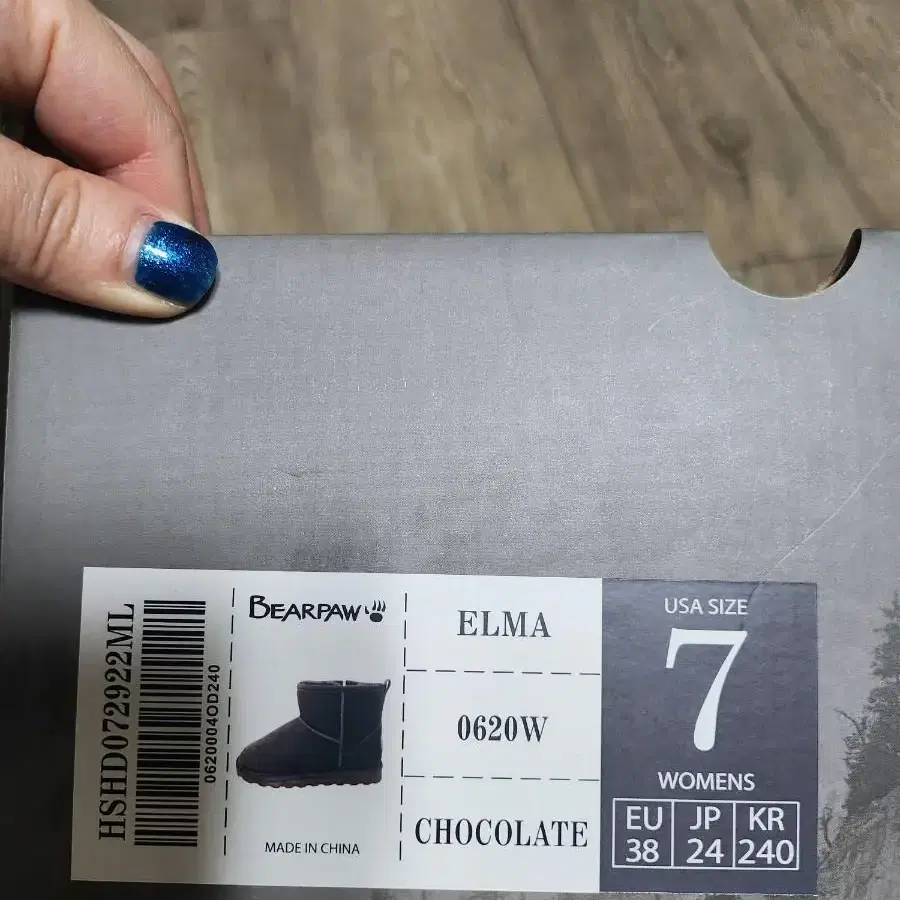 HSHD072922ML
0620004OD240
BEARPAW
MADE IN CHINA
ELMA
0620W
CHOCOLATE
USA SIZE
7
WOMENS
EU JP KR
38 24 240